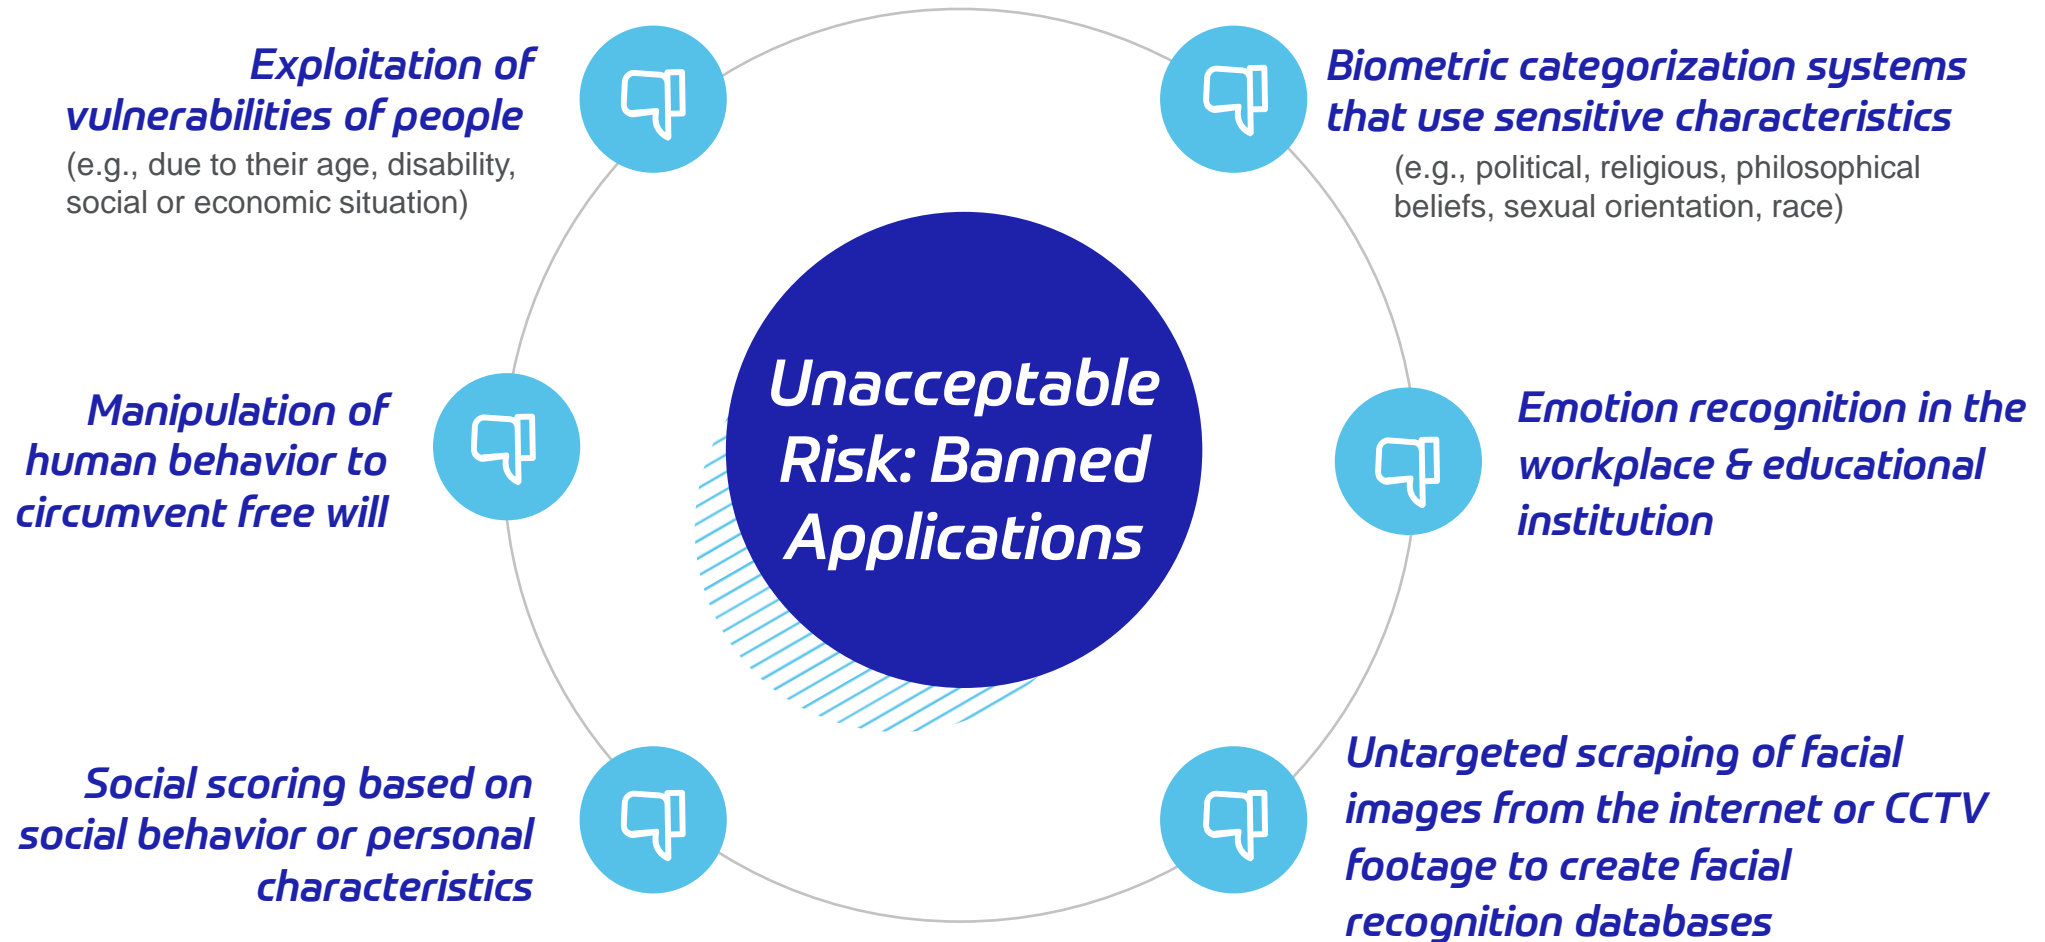 Exploitation of
vulnerabilities of people
(e.g., due to their age, disability,
social or economic situation)
Biometric categorization systems
that use sensitive characteristics
(e.g., political, religious, philosophical
beliefs, sexual orientation, race)
Manipulation of
human behavior to
circumvent free will
Unacceptable
Risk: Banned
Applications
Emotion recognition in the
workplace & educational
institution
Social scoring based on
social behavior or personal
characteristics
Untargeted scraping of facial
images from the internet or CCTV
footage to create facial
recognition databases